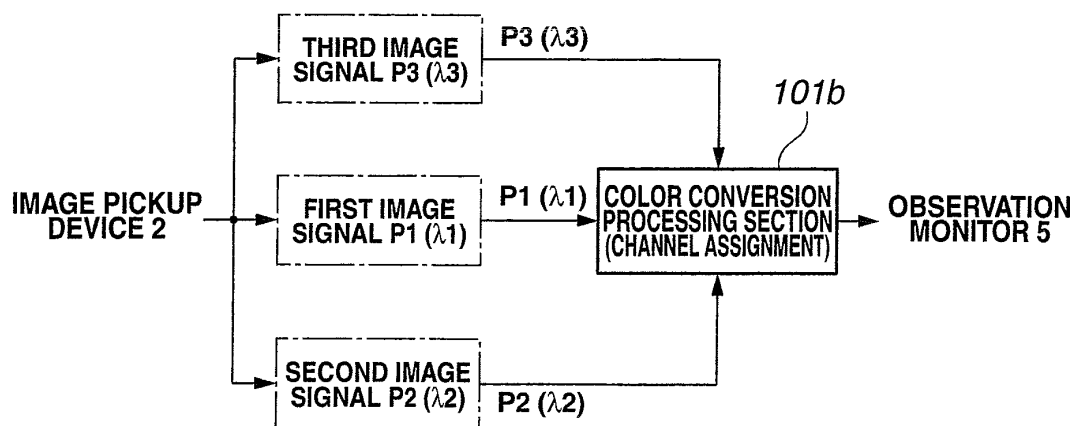 THIRD IMAGE
SIGNAL P3 (λ3)
P3 (λ3)
101b
IMAGE PICKUP
DEVICE 2
FIRST IMAGE
SIGNAL P1 (λ1)
P1 (λ1)
COLOR CONVERSION
PROCESSING SECTION
(CHANNEL ASSIGNMENT)
OBSERVATION
MONITOR 5
SECOND IMAGE
SIGNAL P2 (λ2)
P2 (λ2)